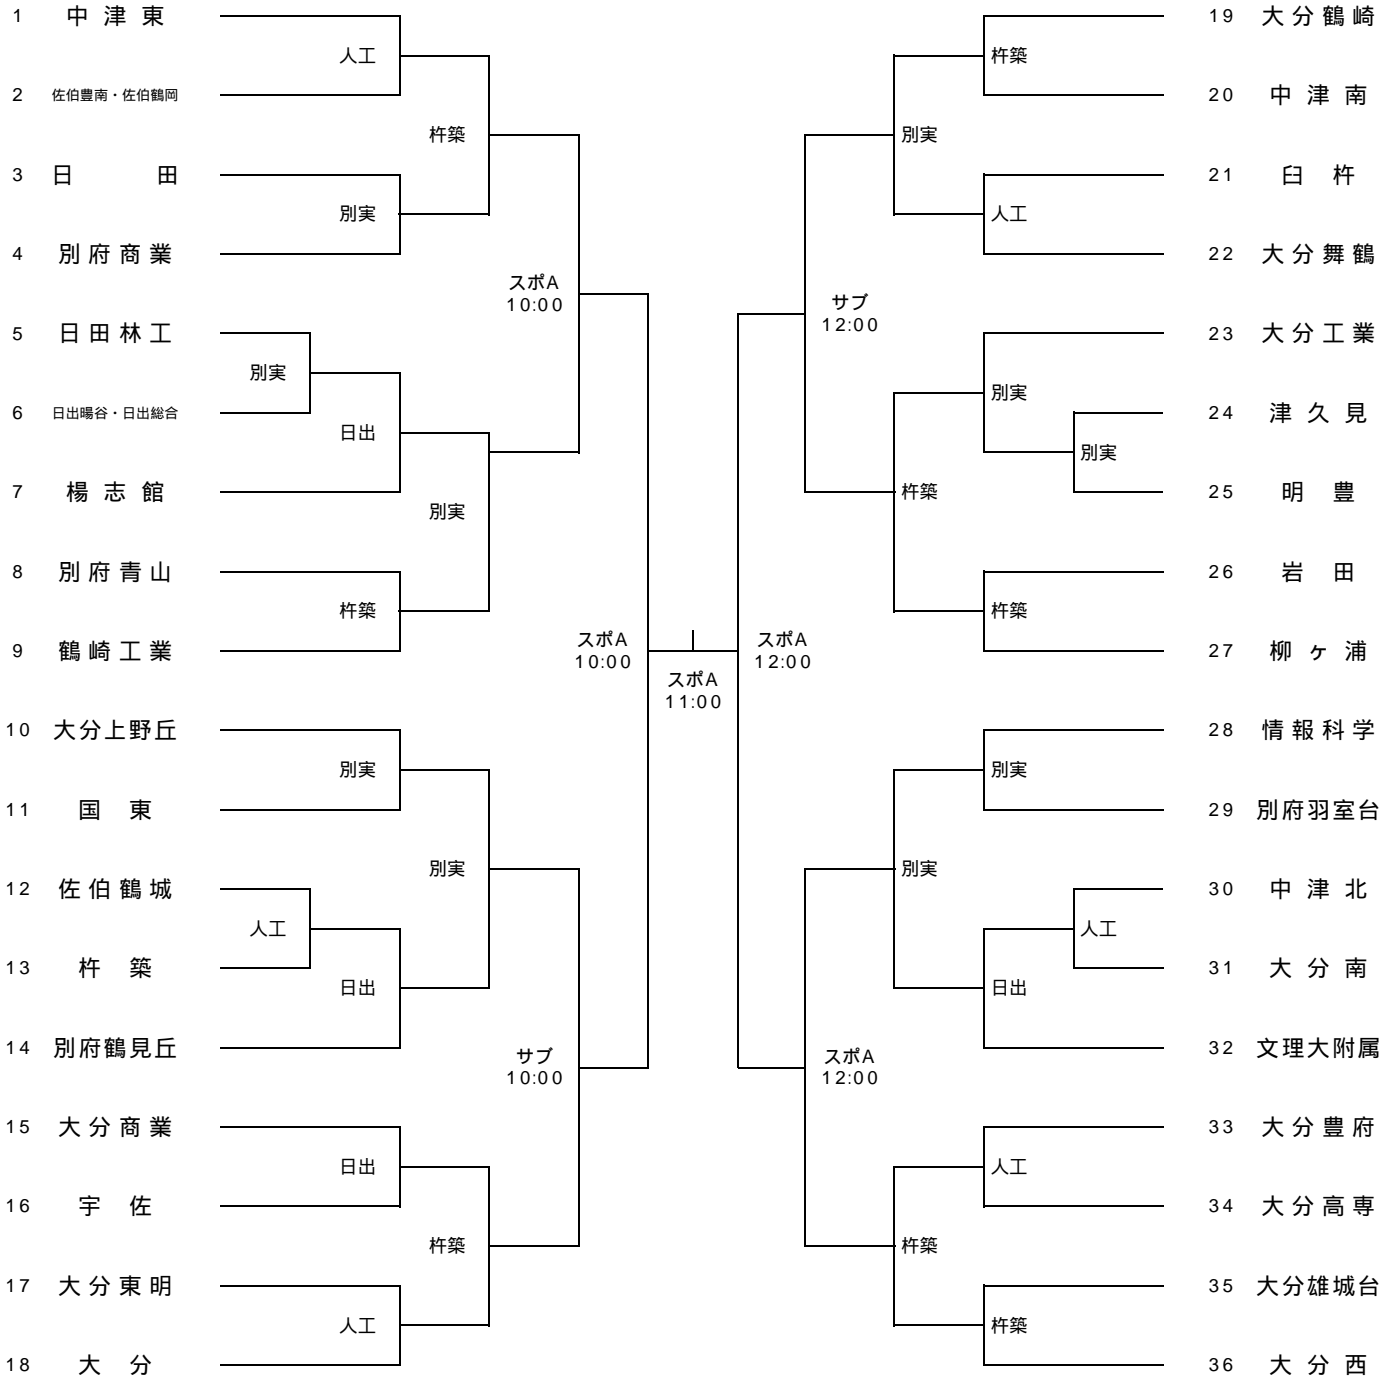 1 中津東
人工
2 佐伯豊南・佐伯鶴岡
杵築
3 日田
別実
4 別府商業
スポA
10:00
5 日田林工
別実
6 日出暘谷・日出総合
日出
7 楊志館
別実
8 別府青山
杵築
9 鶴崎工業
スポA
10:00
10 大分上野丘
別実
11 国東
別実
12 佐伯鶴城
人工
13 杵築
日出
14 別府鶴見丘
サブ
10:00
15 大分商業
日出
16 宇佐
杵築
17 大分東明
人工
18 大分
スポA
11:00
19 大分鶴崎
杵築
20 中津南
別実
21 臼杵
人工
22 大分舞鶴
サブ
12:00
23 大分工業
別実
24 津久見
別実
25 明豊
杵築
26 岩田
杵築
27 柳ヶ浦
スポA
12:00
28 情報科学
別実
29 別府羽室台
別実
30 中津北
人工
31 大分南
日出
32 文理大附属
スポA
12:00
33 大分豊府
人工
34 大分高専
杵築
35 大分雄城台
杵築
36 大分西